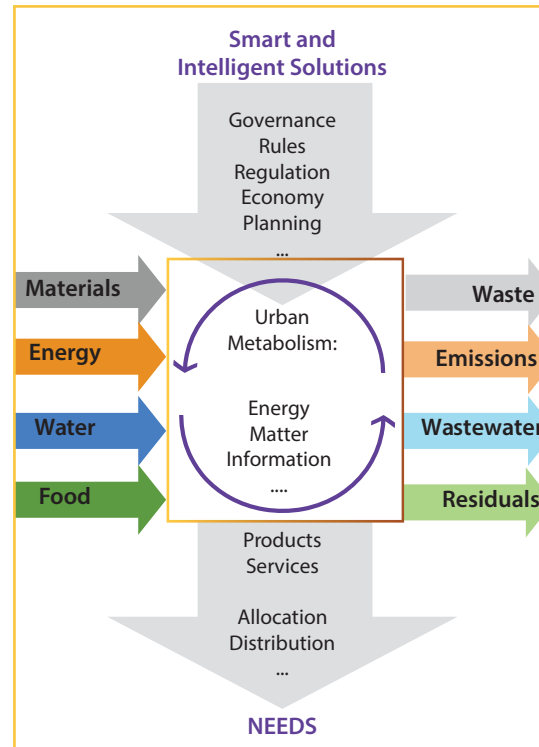 Smart and
Intelligent Solutions
Governance
Rules
Regulation
Economy
Planning
...
Materials
Energy
Water
Food
Urban
Metabolism:
Energy
Matter
Information
....
Waste
Emissions
Wastewater
Residuals
Products
Services
Allocation
Distribution
...
NEEDS